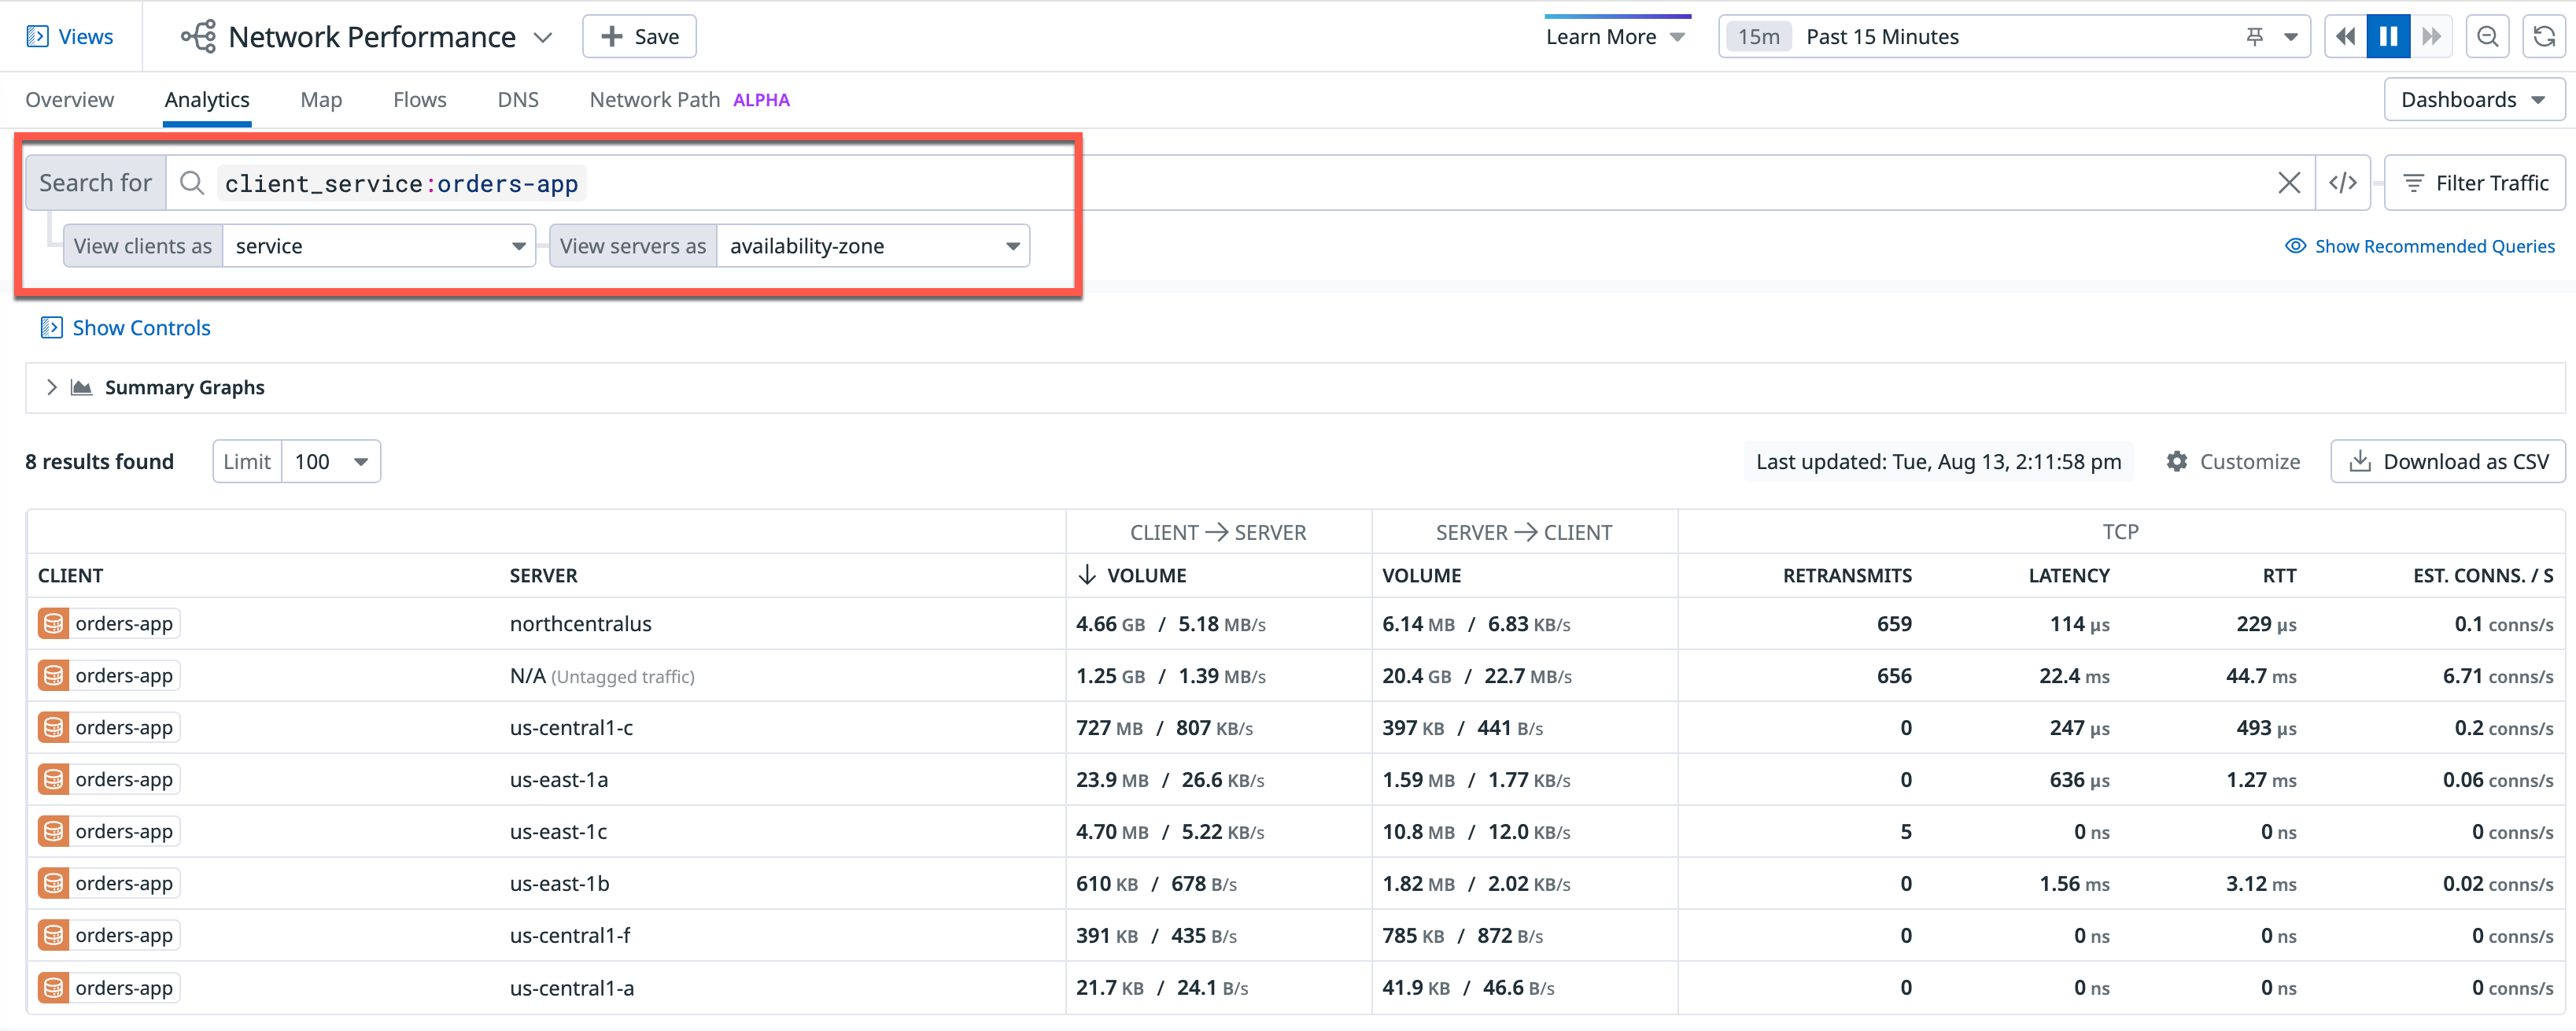 Views Network Performance + Save Learn More 15m Past 15 Minutes
Overview Analytics Map Flows DNS Network Path ALPHA Dashboards
Search for client_service:orders-app </> Filter Traffic
View clients as service View servers as availability-zone Show Recommended Queries
Show Controls
Summary Graphs
8 results found Limit 100 Last updated: Tue, Aug 13, 2:11:58 pm Customize Download as CSV
CLIENT → SERVER SERVER → CLIENT TCP
CLIENT SERVER ↓ VOLUME VOLUME RETRANSMITS LATENCY RTT EST. CONNS. / S
orders-app northcentralus 4.66 GB / 5.18 MB/s 6.14 MB / 6.83 KB/s 659 114 µs 229 µs 0.1 conns/s
orders-app N/A (Untagged traffic) 1.25 GB / 1.39 MB/s 20.4 GB / 22.7 MB/s 656 22.4 ms 44.7 ms 6.71 conns/s
orders-app us-central1-c 727 MB / 807 KB/s 397 KB / 441 B/s 0 247 µs 493 µs 0.2 conns/s
orders-app us-east-1a 23.9 MB / 26.6 KB/s 1.59 MB / 1.77 KB/s 0 636 µs 1.27 ms 0.06 conns/s
orders-app us-east-1c 4.70 MB / 5.22 KB/s 10.8 MB / 12.0 KB/s 5 0 ns 0 ns 0 conns/s
orders-app us-east-1b 610 KB / 678 B/s 1.82 MB / 2.02 KB/s 0 1.56 ms 3.12 ms 0.02 conns/s
orders-app us-central1-f 391 KB / 435 B/s 785 KB / 872 B/s 0 0 ns 0 ns 0 conns/s
orders-app us-central1-a 21.7 KB / 24.1 B/s 41.9 KB / 46.6 B/s 0 0 ns 0 ns 0 conns/s